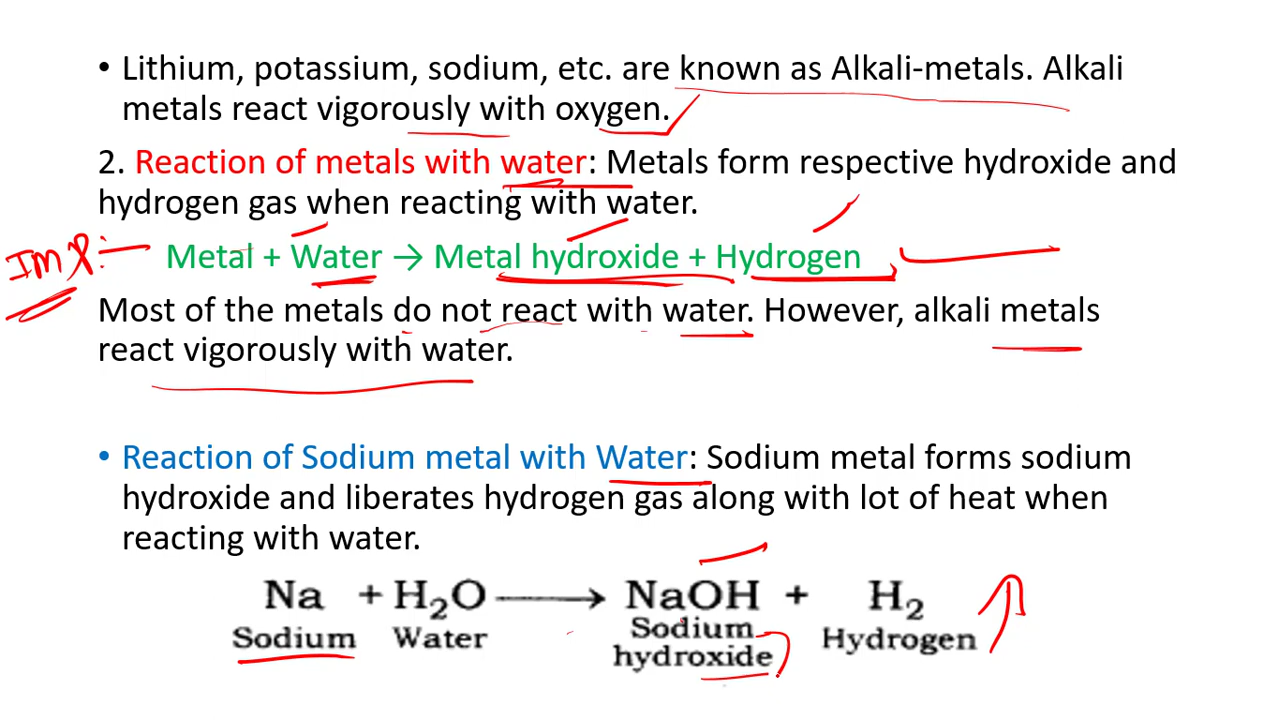 • Lithium, potassium, sodium, etc. are known as Alkali-metals. Alkali
metals react vigorously with oxygen.
2. Reaction of metals with water: Metals form respective hydroxide and
hydrogen gas when reacting with water.
Imp:- Metal + Water → Metal hydroxide + Hydrogen
Most of the metals do not react with water. However, alkali metals
react vigorously with water.
• Reaction of Sodium metal with Water: Sodium metal forms sodium
hydroxide and liberates hydrogen gas along with lot of heat when
reacting with water.
Na + H₂O → NaOH + H₂ ↑
Sodium Water Sodium hydroxide Hydrogen